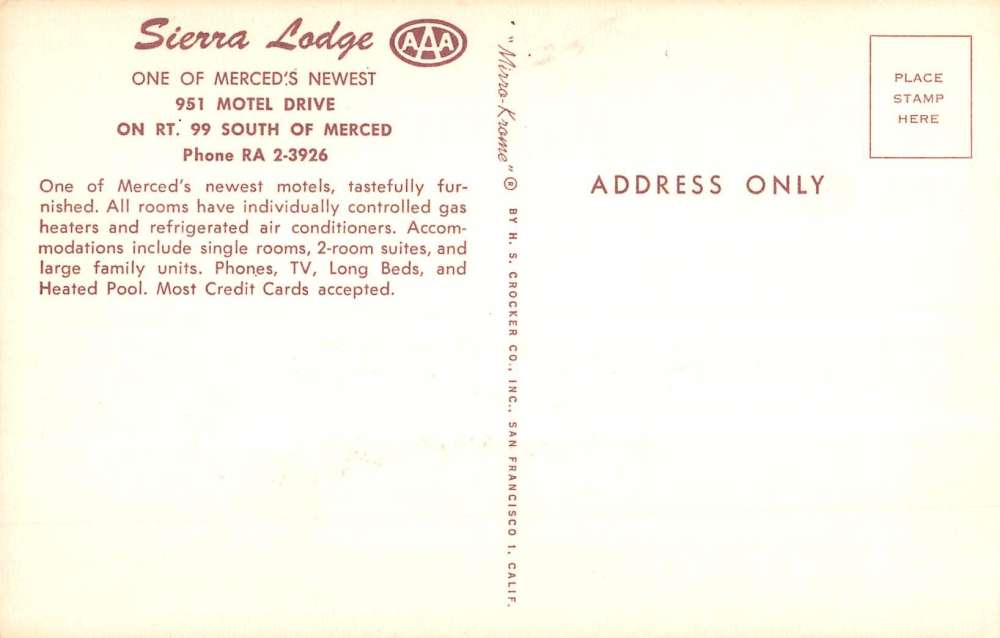 Sierra Lodge AAA
ONE OF MERCED'S NEWEST
951 MOTEL DRIVE
ON RT. 99 SOUTH OF MERCED
Phone RA 2-3926
One of Merced's newest motels, tastefully fur-
nished. All rooms have individually controlled gas
heaters and refrigerated air conditioners. Accom-
modations include single rooms, 2-room suites, and
large family units. Phones, TV, Long Beds, and
Heated Pool. Most Credit Cards accepted.
"Mirro-Krome"® BY H. S. CROCKER CO., INC., SAN FRANCISCO 1, CALIF.
PLACE
STAMP
HERE
ADDRESS ONLY